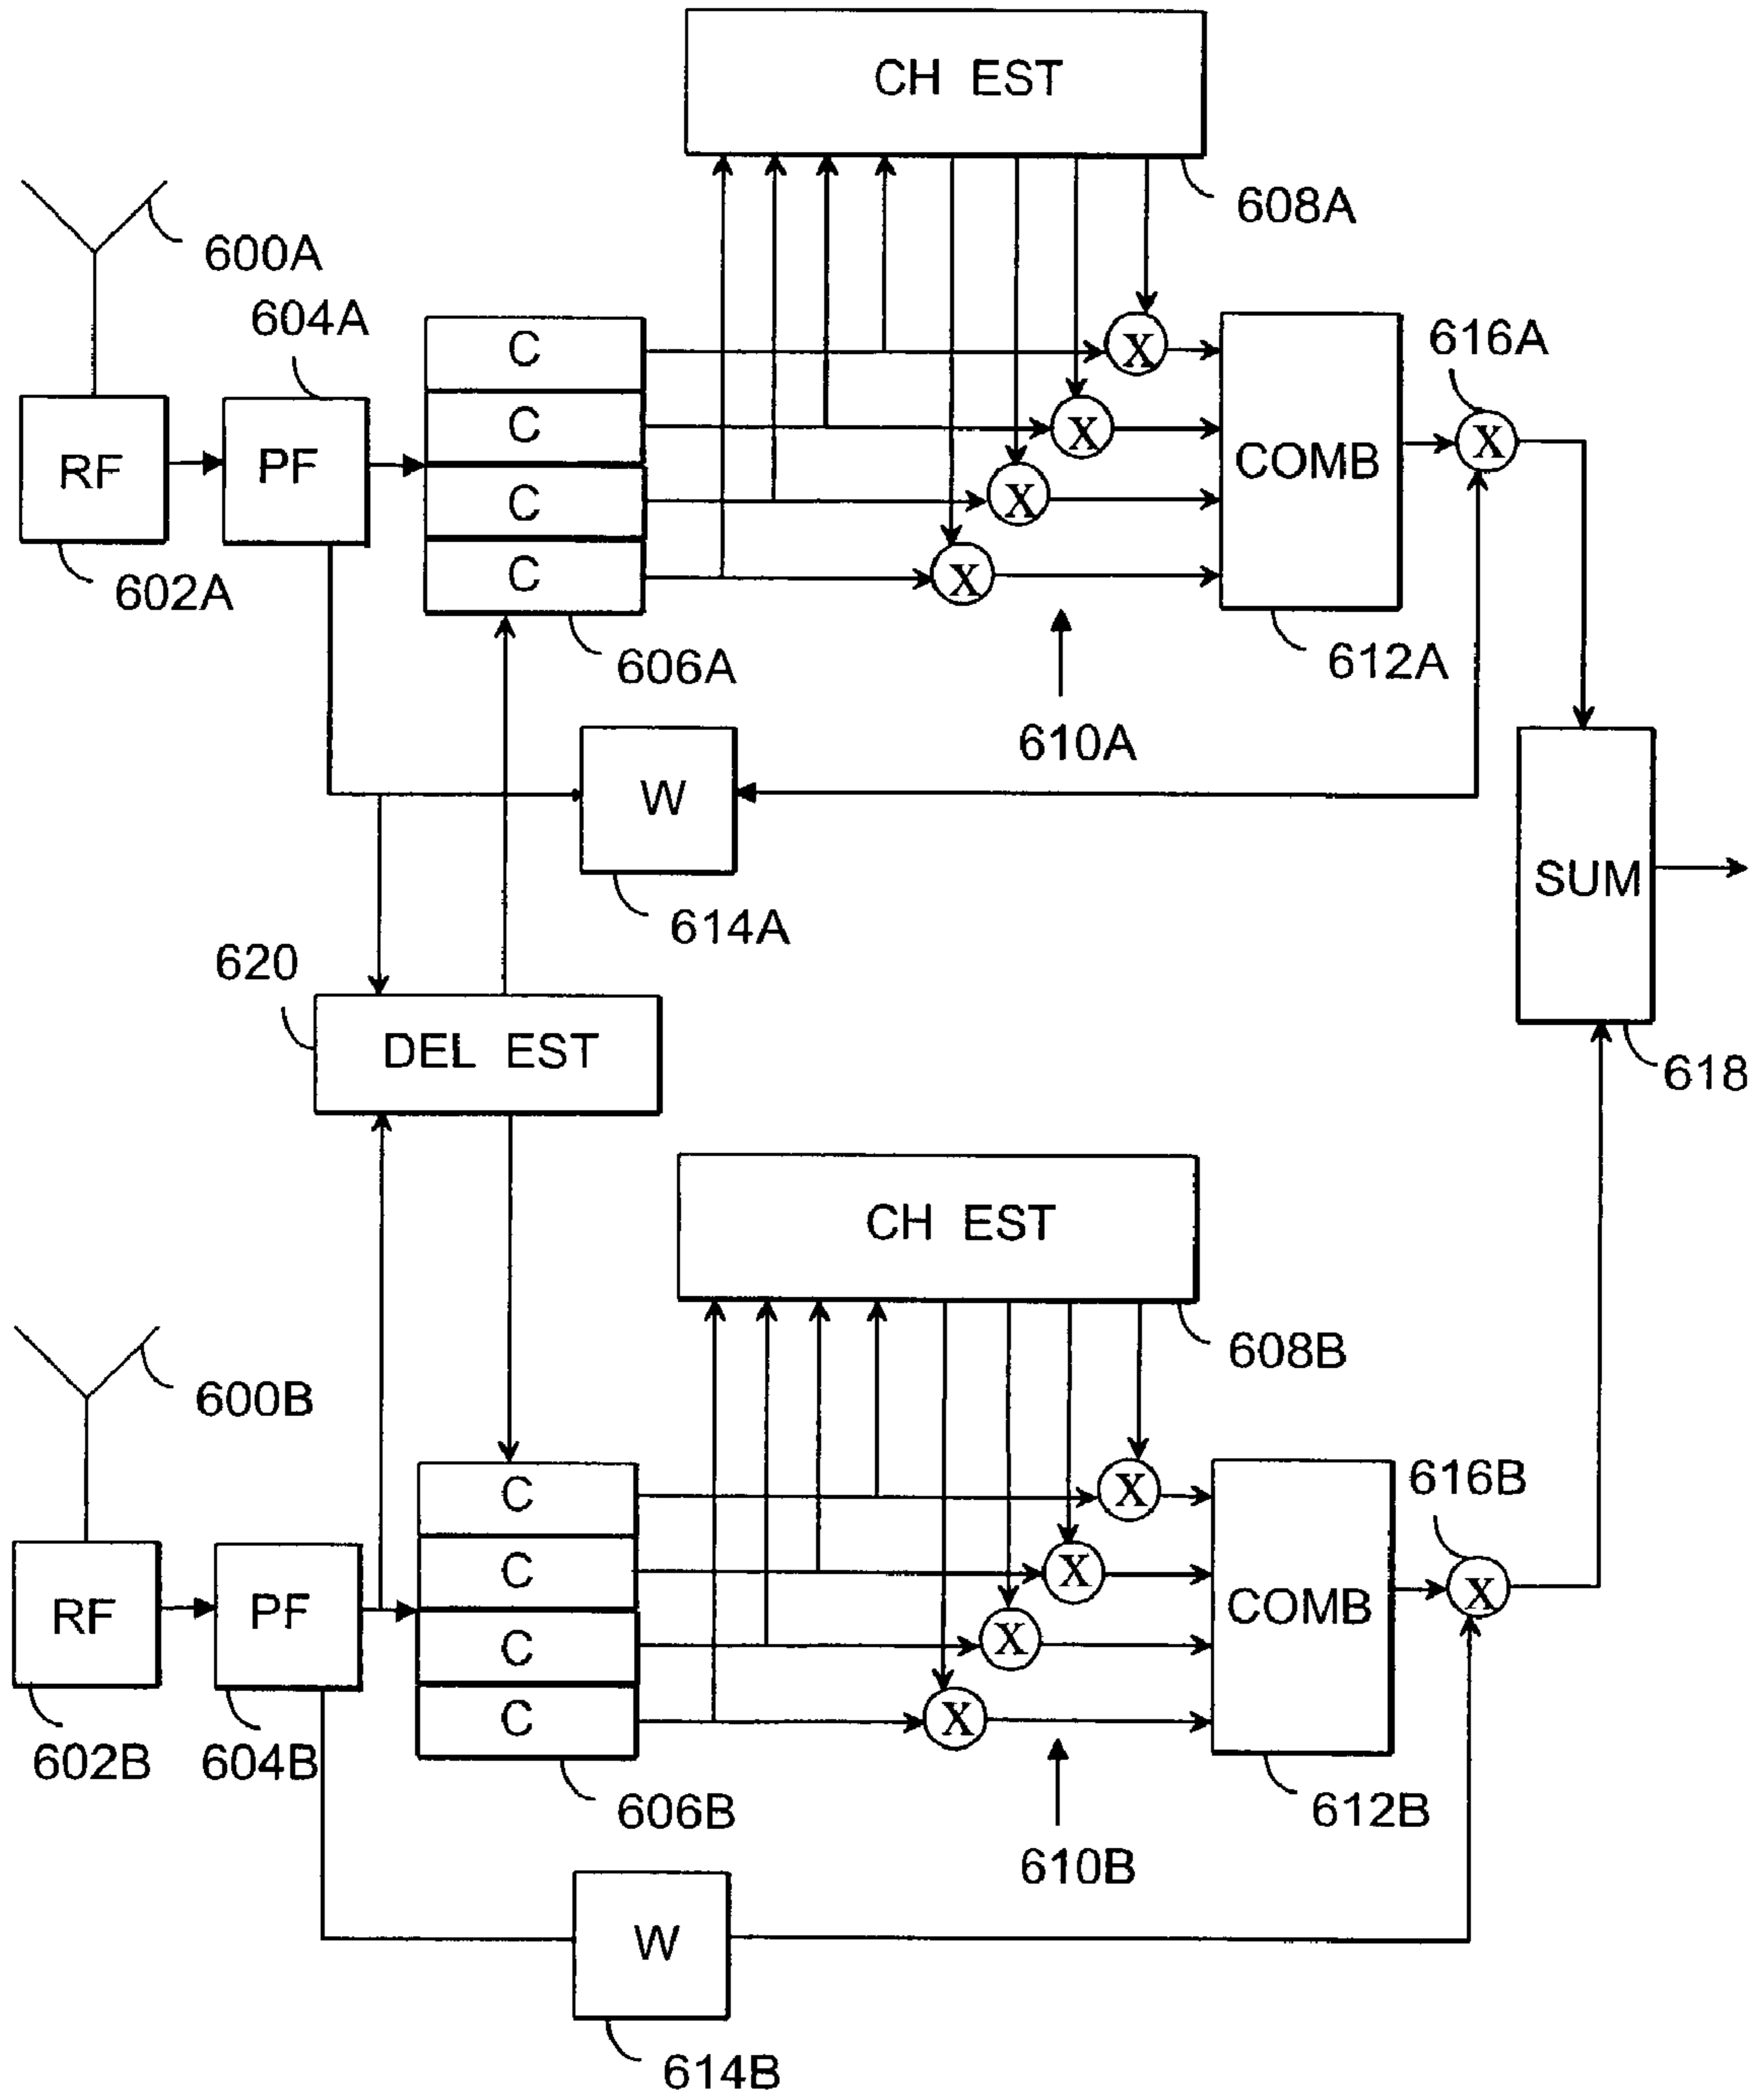 CH EST
608A
600A
604A
616A
C
C
C
C
X
X
X
X
X
RF
PF
COMB
602A
606A
612A
610A
W
614A
SUM
620
DEL EST
618
CH EST
608B
600B
616B
C
C
C
C
X
X
X
X
X
RF
PF
COMB
602B
604B
606B
612B
610B
W
614B